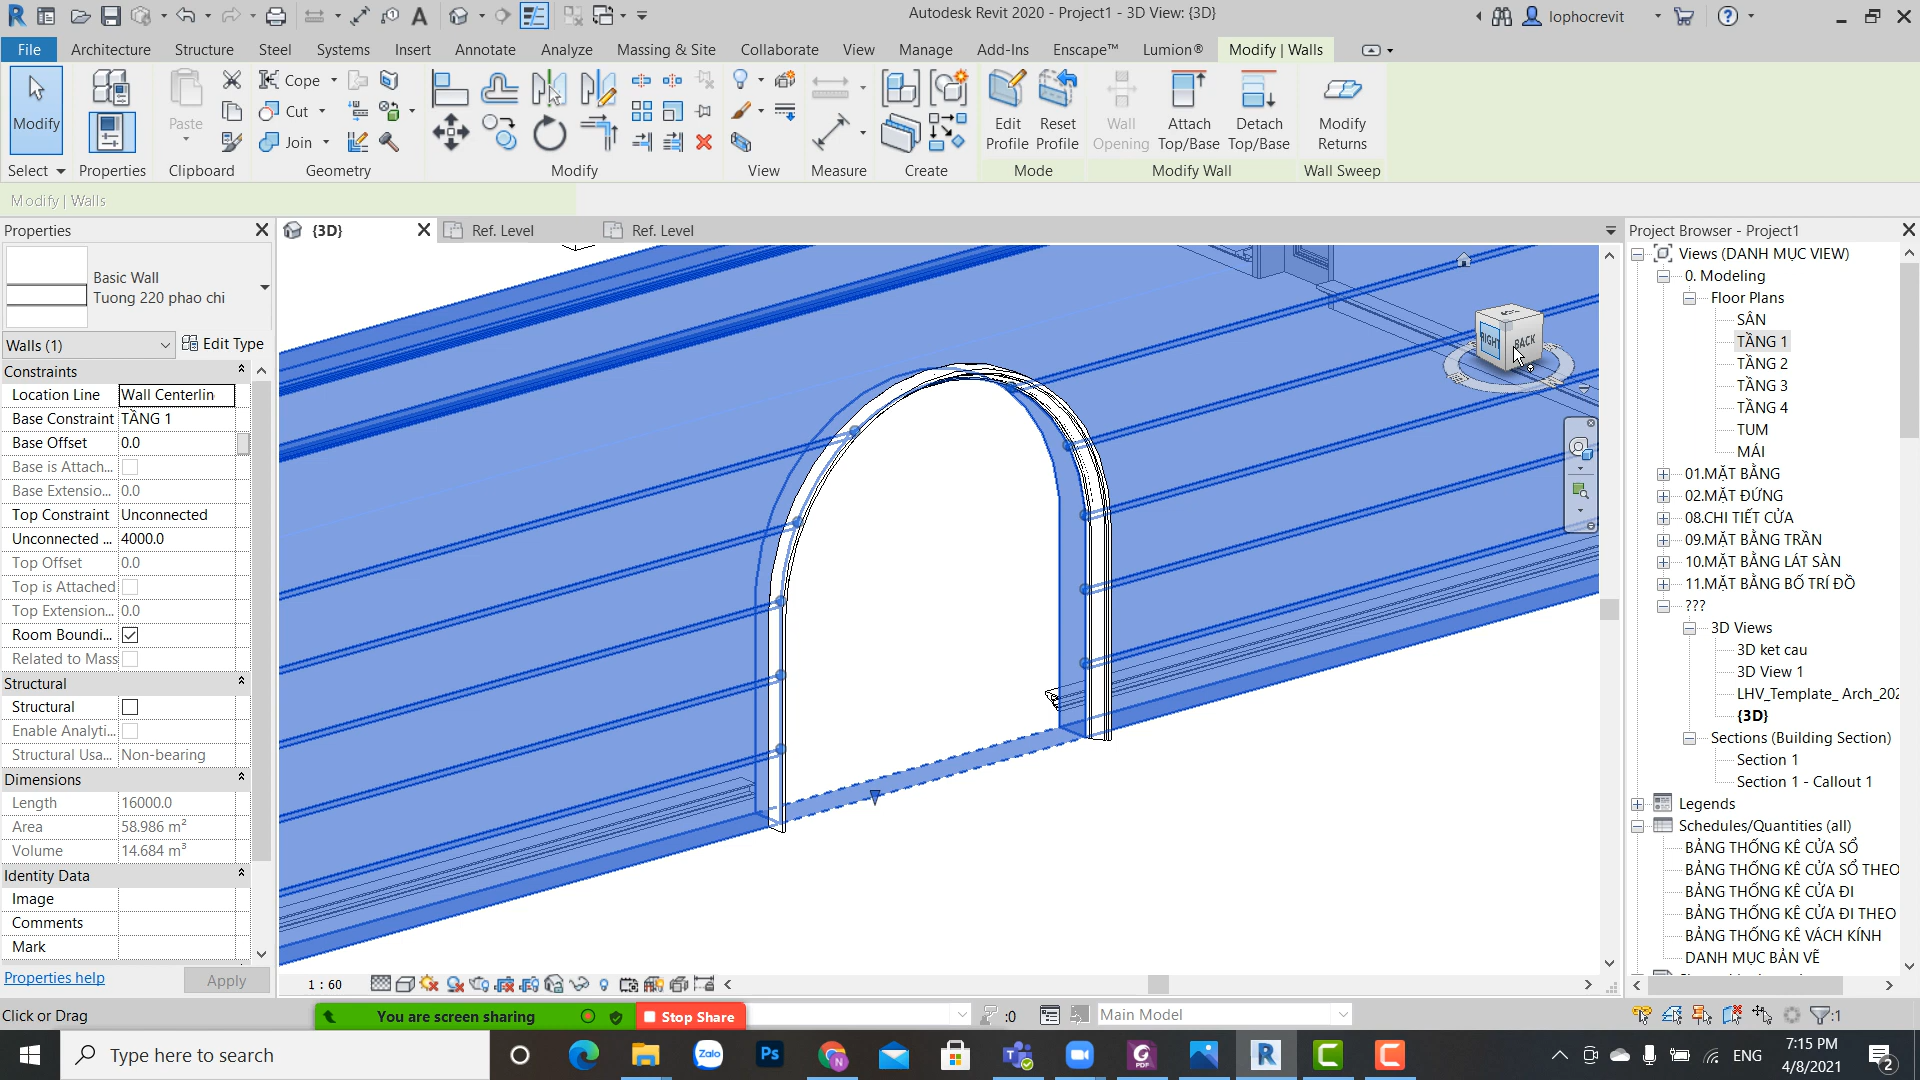 Autodesk Revit 2020 - Project1 - 3D View: {3D}
lophocrevit
File Architecture Structure Steel Systems Insert Annotate Analyze Massing & Site Collaborate View Manage Add-Ins Enscape™ Lumion® Modify | Walls
Modify
Paste
Cope
Cut
Join
Edit Profile
Reset Profile
Wall Opening
Attach Top/Base
Detach Top/Base
Modify Returns
Select Properties Clipboard Geometry Modify View Measure Create Mode Modify Wall Wall Sweep
Modify | Walls
Properties
{3D}
Ref. Level
Ref. Level
Project Browser - Project1
Basic Wall
Tuong 220 phao chi
Walls (1)
Edit Type
Constraints
Location Line Wall Centerlin
Base Constraint TẦNG 1
Base Offset 0.0
Base is Attach...
Base Extensio... 0.0
Top Constraint Unconnected
Unconnected ... 4000.0
Top Offset 0.0
Top is Attached
Top Extension... 0.0
Room Boundi...
Related to Mass
Structural
Structural
Enable Analyti...
Structural Usa... Non-bearing
Dimensions
Length 16000.0
Area 58.986 m²
Volume 14.684 m³
Identity Data
Image
Comments
Mark
Properties help
Apply
RIGHT
BACK
Views (DANH MỤC VIEW)
0. Modeling
Floor Plans
SÂN
TẦNG 1
TẦNG 2
TẦNG 3
TẦNG 4
TUM
MÁI
01.MẶT BẰNG
02.MẶT ĐỨNG
08.CHI TIẾT CỬA
09.MẶT BẰNG TRẦN
10.MẶT BẰNG LÁT SÀN
11.MẶT BẰNG BỐ TRÍ ĐỒ
???
3D Views
3D ket cau
3D View 1
LHV_Template_ Arch_202
{3D}
Sections (Building Section)
Section 1
Section 1 - Callout 1
Legends
Schedules/Quantities (all)
BẢNG THỐNG KÊ CỬA SỔ
BẢNG THỐNG KÊ CỬA SỔ THEO
BẢNG THỐNG KÊ CỬA ĐI
BẢNG THỐNG KÊ CỬA ĐI THEO
BẢNG THỐNG KÊ VÁCH KÍNH
DANH MỤC BẢN VẼ
1 : 60
Click or Drag
You are screen sharing
Stop Share
:0
Main Model
:1
Type here to search
Zalo
Ps
ENG
7:15 PM
4/8/2021
2